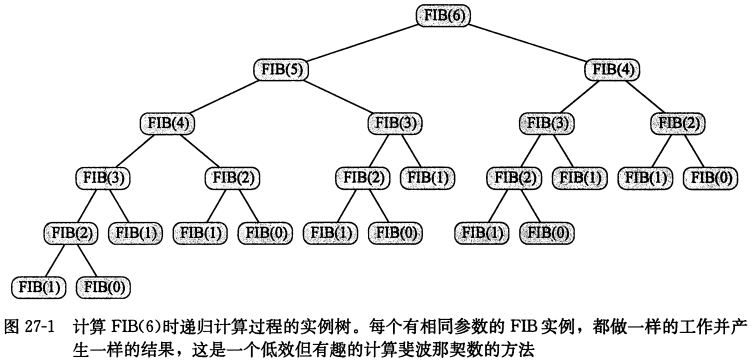 FIB(6)
FIB(5) FIB(4)
FIB(4) FIB(3) FIB(3) FIB(2)
FIB(3) FIB(2) FIB(2) FIB(1) FIB(2) FIB(1) FIB(1) FIB(0)
FIB(2) FIB(1) FIB(1) FIB(0) FIB(1) FIB(0) FIB(1) FIB(0)
FIB(1) FIB(0)
图 27-1 计算 FIB(6)时递归计算过程的实例树。每个有相同参数的 FIB 实例，都做一样的工作并产
生一样的结果，这是一个低效但有趣的计算斐波那契数的方法